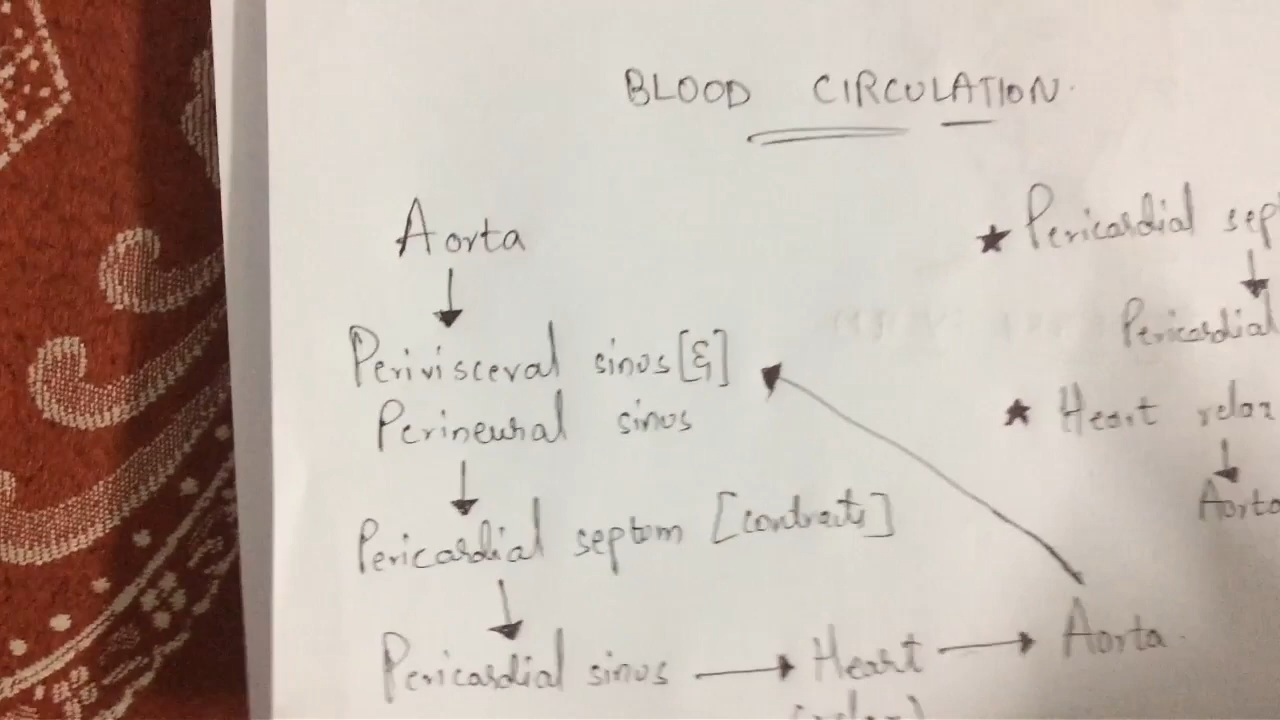 BLOOD CIRCULATION.
Aorta
Perivisceral sinus [&]
Perineural sinus
Pericardial septum [contracts]
Pericardial sinus → Heart → Aorta.
★ Pericardial sep
Pericardial
★ Heart relax
Aorta